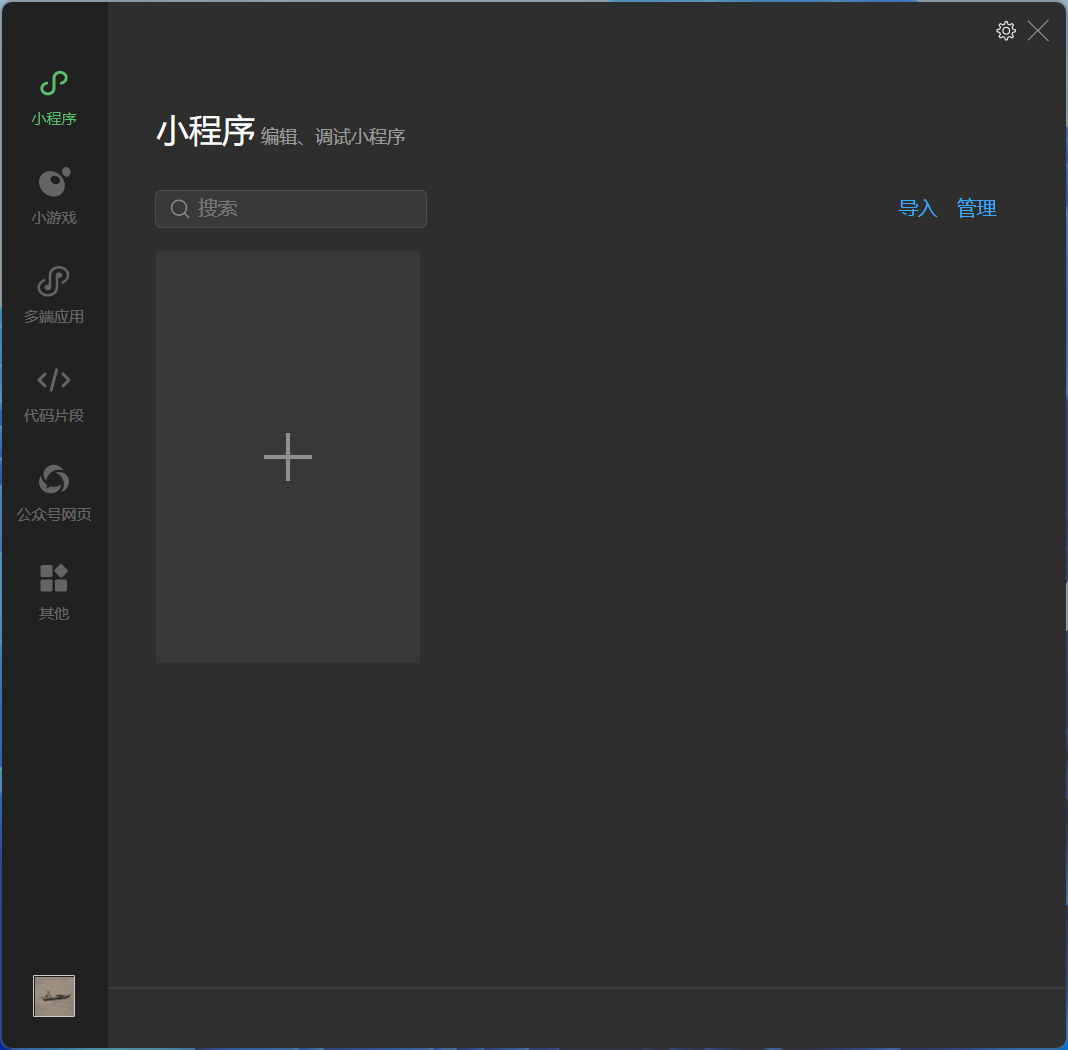 小程序
小游戏
多端应用
代码片段
公众号网页
其他
小程序 编辑、调试小程序
搜索
导入 管理